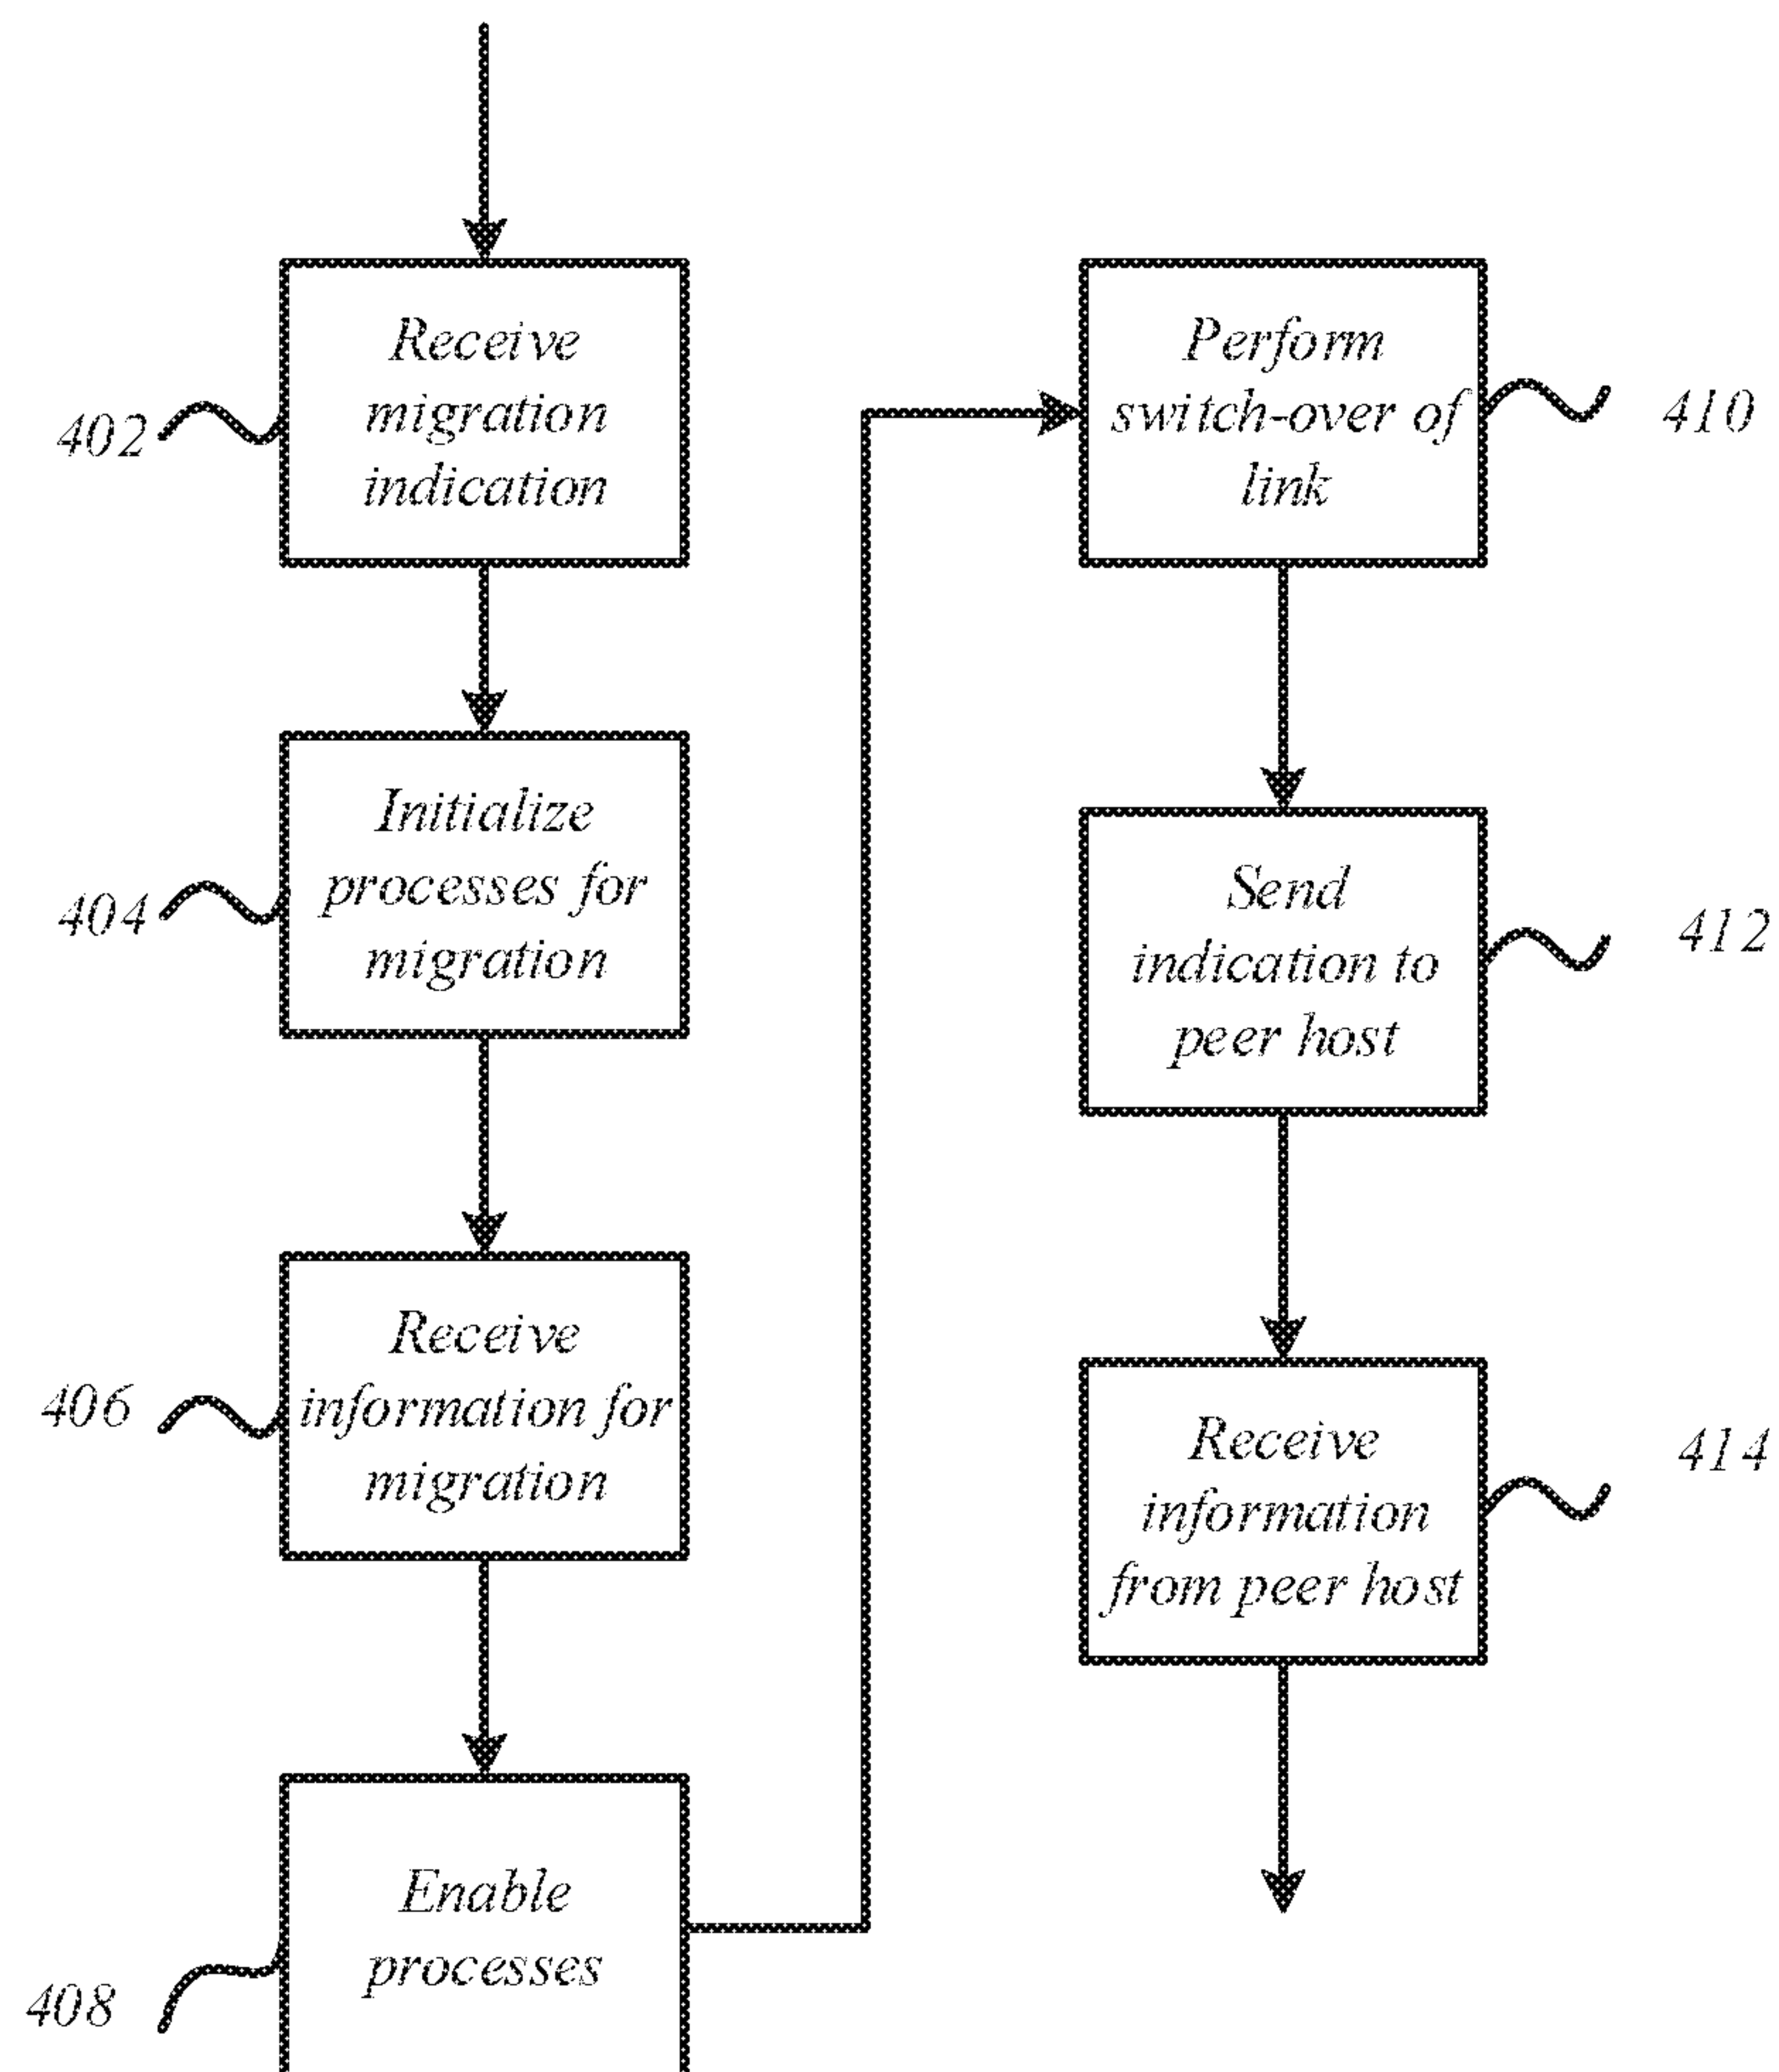 402
Receive
migration
indication
404
Initialize
processes for
migration
406
Receive
information for
migration
408
Enable
processes
Perform
switch-over of
link
410
Send
indication to
peer host
412
Receive
information
from peer host
414